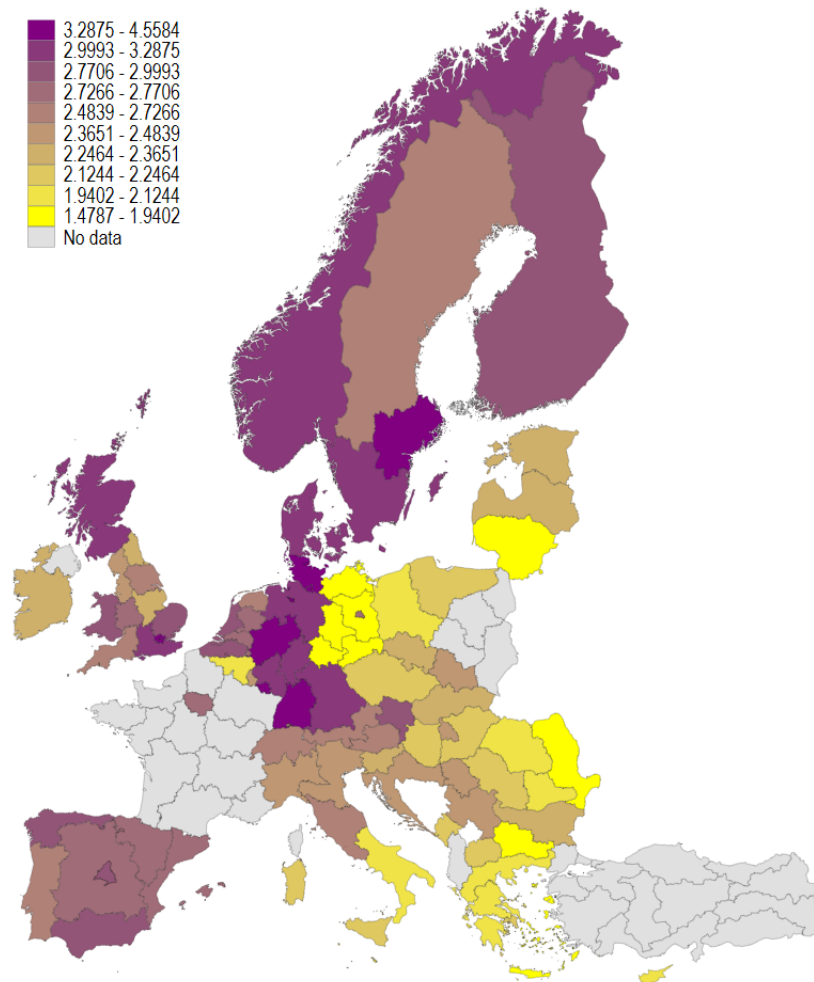 3.2875 - 4.5584
2.9993 - 3.2875
2.7706 - 2.9993
2.7266 - 2.7706
2.4839 - 2.7266
2.3651 - 2.4839
2.2464 - 2.3651
2.1244 - 2.2464
1.9402 - 2.1244
1.4787 - 1.9402
No data